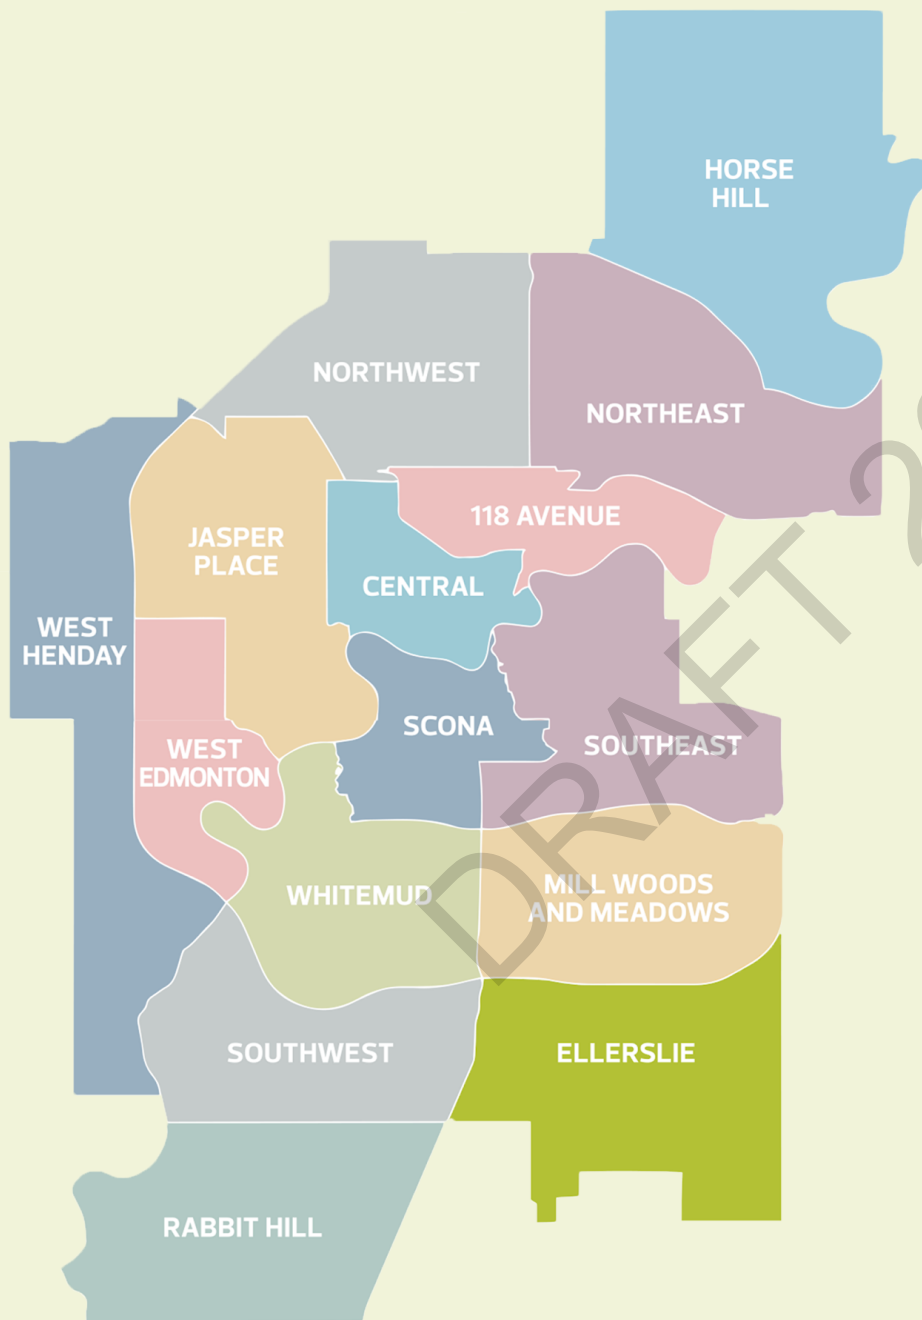 HORSE
HILL
NORTHWEST
NORTHEAST
118 AVENUE
JASPER
PLACE
CENTRAL
WEST
HENDAY
SCONA
SOUTHEAST
WEST
EDMONTON
WHITEMUD
MILL WOODS
AND MEADOWS
SOUTHWEST
ELLERSLIE
RABBIT HILL
DRAFT